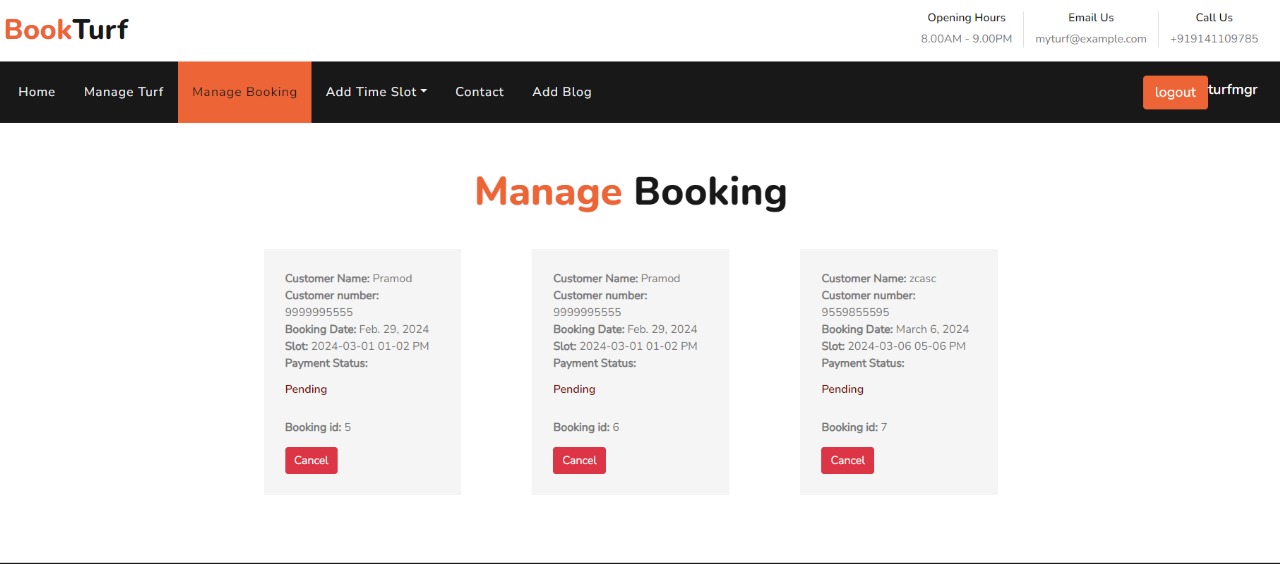 BookTurf
Opening Hours
8.00AM - 9.00PM
Email Us
myturf@example.com
Call Us
+919141109785
Home
Manage Turf
Manage Booking
Add Time Slot
Contact
Add Blog
logout
turfmgr
Manage Booking
Customer Name: Pramod
Customer number:
9999995555
Booking Date: Feb. 29, 2024
Slot: 2024-03-01 01-02 PM
Payment Status:
Pending
Booking id: 5
Cancel
Customer Name: Pramod
Customer number:
9999995555
Booking Date: Feb. 29, 2024
Slot: 2024-03-01 01-02 PM
Payment Status:
Pending
Booking id: 6
Cancel
Customer Name: zcasc
Customer number:
9559855595
Booking Date: March 6, 2024
Slot: 2024-03-06 05-06 PM
Payment Status:
Pending
Booking id: 7
Cancel